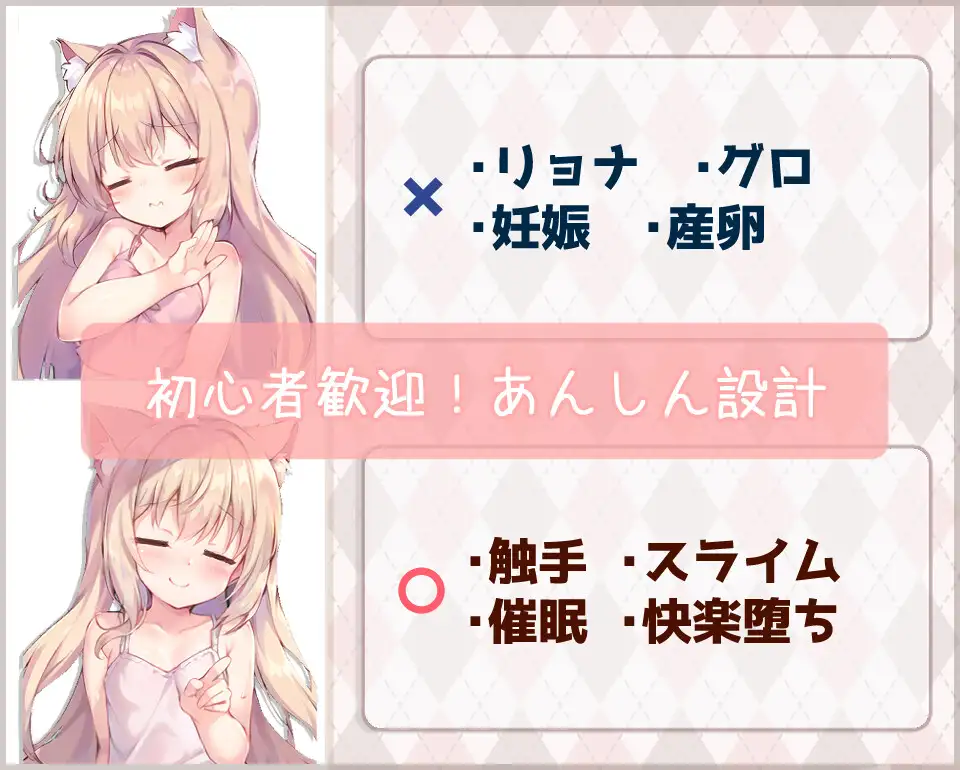 ・リョナ ・グロ
×
・妊娠 ・産卵
初心者歓迎！あんしん設計
・触手 ・スライム
○
・催眠 ・快楽堕ち